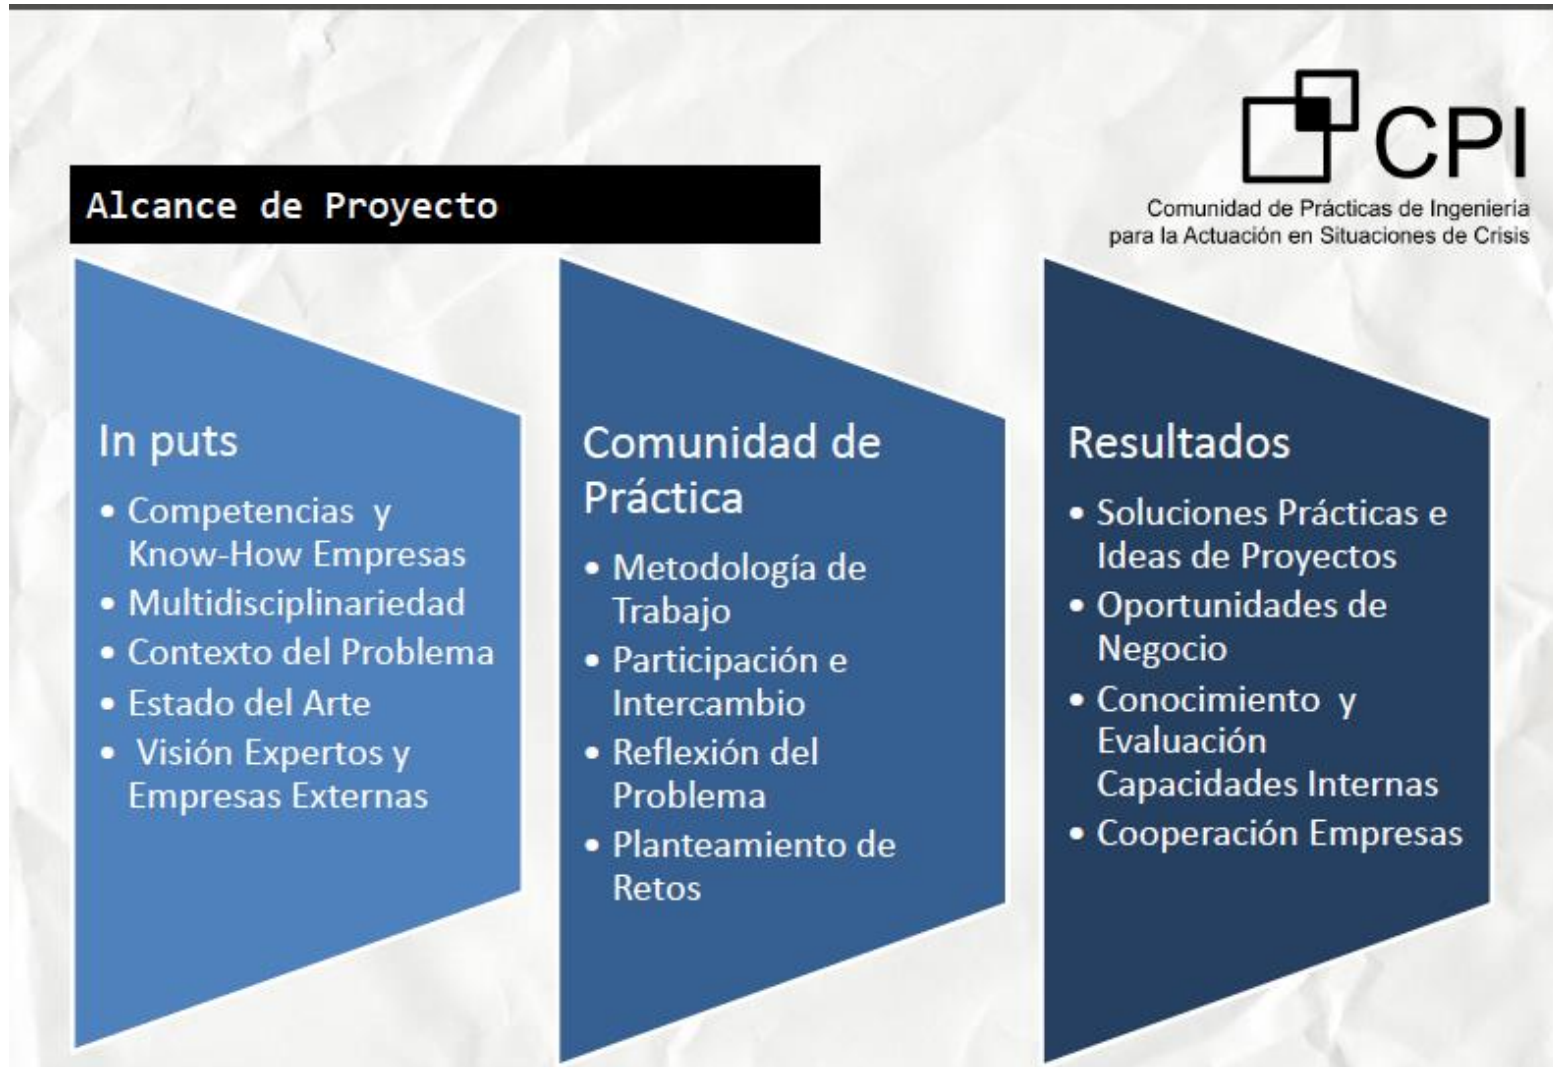 CPI
Comunidad de Prácticas de Ingeniería
para la Actuación en Situaciones de Crisis
Alcance de Proyecto
In puts
• Competencias y
Know-How Empresas
• Multidisciplinariedad
• Contexto del Problema
• Estado del Arte
• Visión Expertos y
Empresas Externas
Comunidad de
Práctica
• Metodología de
Trabajo
• Participación e
Intercambio
• Reflexión del
Problema
• Planteamiento de
Retos
Resultados
• Soluciones Prácticas e
Ideas de Proyectos
• Oportunidades de
Negocio
• Conocimiento y
Evaluación
Capacidades Internas
• Cooperación Empresas